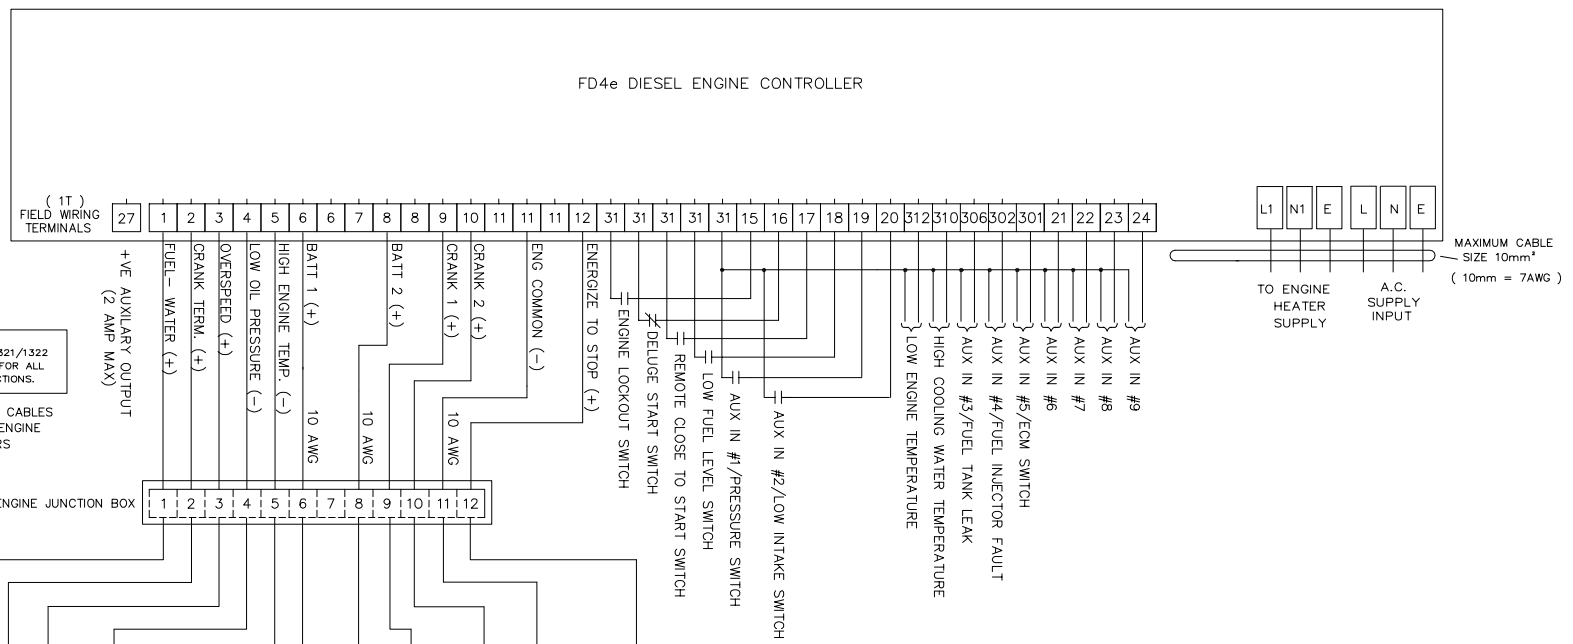 FD4e DIESEL ENGINE CONTROLLER
( 1T )
FIELD WIRING
TERMINALS
27 1 2 3 4 5 6 6 7 8 8 9 10 11 11 11 12 31 31 31 31 31 15 16 17 18 19 20 312 310 306 302 301 21 22 23 24
L1 N1 E L N E
+VE AUXILARY OUTPUT
(2 AMP MAX)
FUEL- WATER (+)
CRANK TERM. (+)
OVERSPEED (+)
LOW OIL PRESSURE (-)
HIGH ENGINE TEMP. (-)
BATT 1 (+)
10 AWG
BATT 2 (+)
10 AWG
CRANK 1 (+)
CRANK 2 (+)
10 AWG
ENG COMMON (-)
ENERGIZE TO STOP (+)
ENGINE LOCKOUT SWITCH
DELUGE START SWITCH
REMOTE CLOSE TO START SWITCH
LOW FUEL LEVEL SWITCH
AUX IN #1/PRESSURE SWITCH
AUX IN #2/LOW INTAKE SWITCH
LOW ENGINE TEMPERATURE
HIGH COOLING WATER TEMPERATURE
AUX IN #3/FUEL TANK LEAK
AUX IN #4/FUEL INJECTOR FAULT
AUX IN #5/ECM SWITCH
AUX IN #6
AUX IN #7
AUX IN #8
AUX IN #9
TO ENGINE
HEATER
SUPPLY
A.C.
SUPPLY
INPUT
MAXIMUM CABLE
SIZE 10mm²
( 10mm = 7AWG )
321/1322
FOR ALL
CTIONS.
CABLES
ENGINE
RS
ENGINE JUNCTION BOX
1 2 3 4 5 6 7 8 9 10 11 12